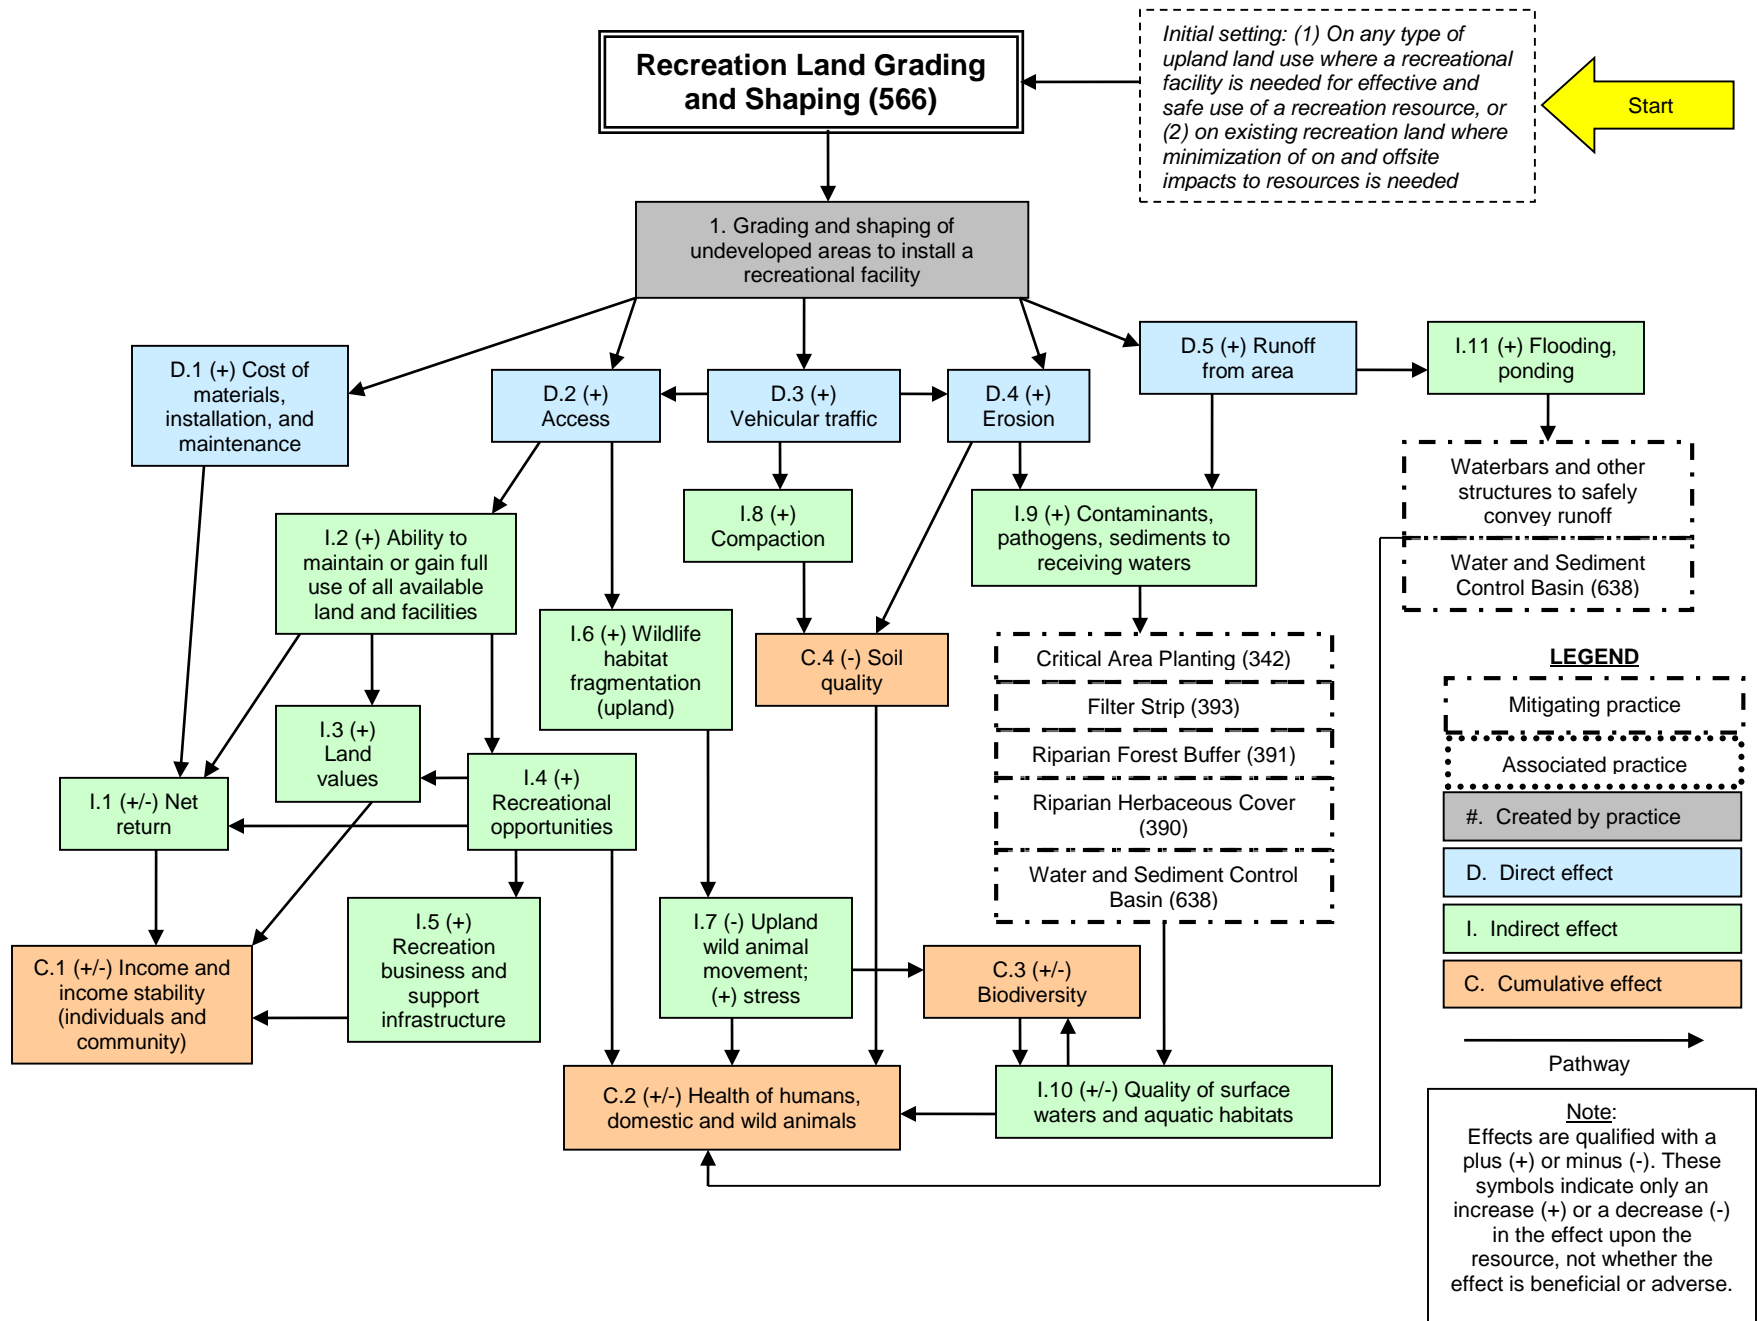 Recreation Land Grading
and Shaping (566)
Initial setting: (1) On any type of
upland land use where a recreational
facility is needed for effective and
safe use of a recreation resource, or
(2) on existing recreation land where
minimization of on and offsite
impacts to resources is needed
Start
1. Grading and shaping of
undeveloped areas to install a
recreational facility
D.1 (+) Cost of
materials,
installation, and
maintenance
D.2 (+)
Access
D.3 (+)
Vehicular traffic
D.4 (+)
Erosion
D.5 (+) Runoff
from area
I.11 (+) Flooding,
ponding
Waterbars and other
structures to safely
convey runoff
Water and Sediment
Control Basin (638)
I.2 (+) Ability to
maintain or gain full
use of all available
land and facilities
I.8 (+)
Compaction
I.9 (+) Contaminants,
pathogens, sediments to
receiving waters
I.6 (+) Wildlife
habitat
fragmentation
(upland)
C.4 (-) Soil
quality
Critical Area Planting (342)
Filter Strip (393)
Riparian Forest Buffer (391)
Riparian Herbaceous Cover
(390)
Water and Sediment Control
Basin (638)
I.3 (+)
Land
values
I.4 (+)
Recreational
opportunities
I.1 (+/-) Net
return
I.5 (+)
Recreation
business and
support
infrastructure
I.7 (-) Upland
wild animal
movement;
(+) stress
C.3 (+/-)
Biodiversity
C.1 (+/-) Income and
income stability
(individuals and
community)
C.2 (+/-) Health of humans,
domestic and wild animals
I.10 (+/-) Quality of surface
waters and aquatic habitats
LEGEND
Mitigating practice
Associated practice
#. Created by practice
D. Direct effect
I. Indirect effect
C. Cumulative effect
Pathway
Note:
Effects are qualified with a
plus (+) or minus (-). These
symbols indicate only an
increase (+) or a decrease (-)
in the effect upon the
resource, not whether the
effect is beneficial or adverse.